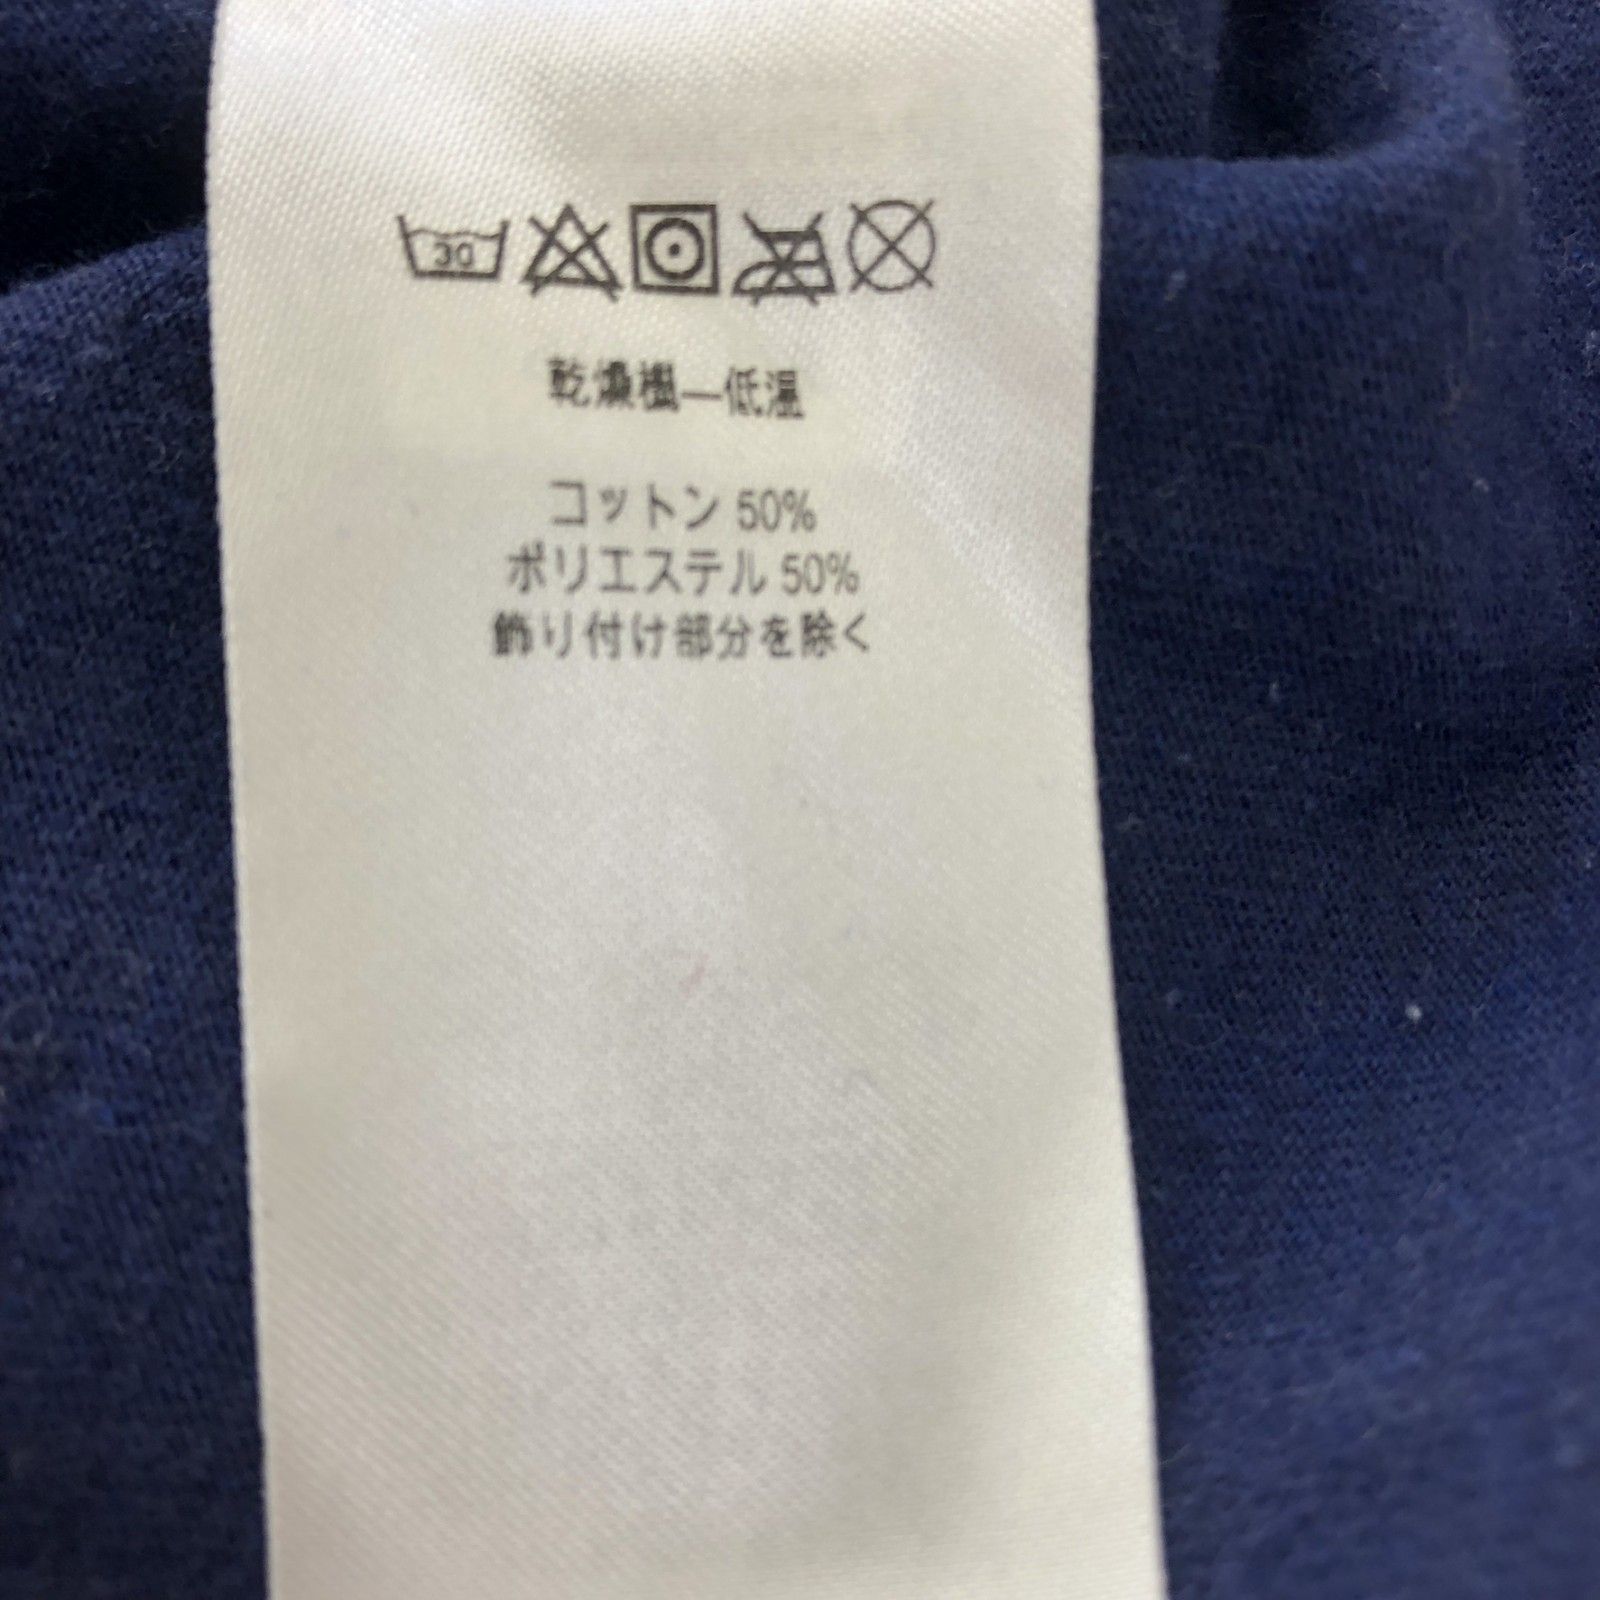 30
乾燥機—低温
コットン 50%
ポリエステル 50%
飾り付け部分を除く